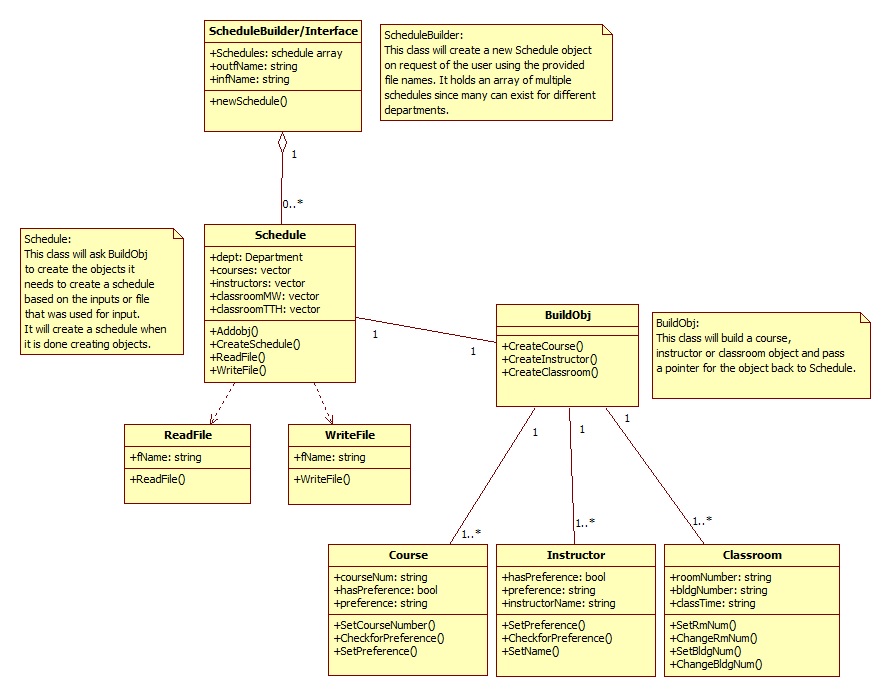 ScheduleBuilder/Interface
+Schedules: schedule array
+outfName: string
+infName: string
+newSchedule()
ScheduleBuilder:
This class will create a new Schedule object
on request of the user using the provided
file names. It holds an array of multiple
schedules since many can exist for different
departments.
1
0..*
Schedule:
This class will ask BuildObj
to create the objects it
needs to create a schedule
based on the inputs or file
that was used for input.
It will create a schedule when
it is done creating objects.
Schedule
+dept: Department
+courses: vector
+instructors: vector
+classroomMW: vector
+classroomTTH: vector
+Addobj()
+CreateSchedule()
+ReadFile()
+WriteFile()
1
1
BuildObj
+CreateCourse()
+CreateInstructor()
+CreateClassroom()
BuildObj:
This class will build a course,
instructor or classroom object and pass
a pointer for the object back to Schedule.
ReadFile
+fName: string
+ReadFile()
WriteFile
+fName: string
+WriteFile()
1
1
1
1..*
1..*
1..*
Course
+courseNum: string
+hasPreference: bool
+preference: string
+SetCourseNumber()
+CheckforPreference()
+SetPreference()
Instructor
+hasPreference: bool
+preference: string
+instructorName: string
+SetPreference()
+CheckforPreference()
+SetName()
Classroom
+roomNumber: string
+bldgNumber: string
+classTime: string
+SetRmNum()
+ChangeRmNum()
+SetBldgNum()
+ChangeBldgNum()